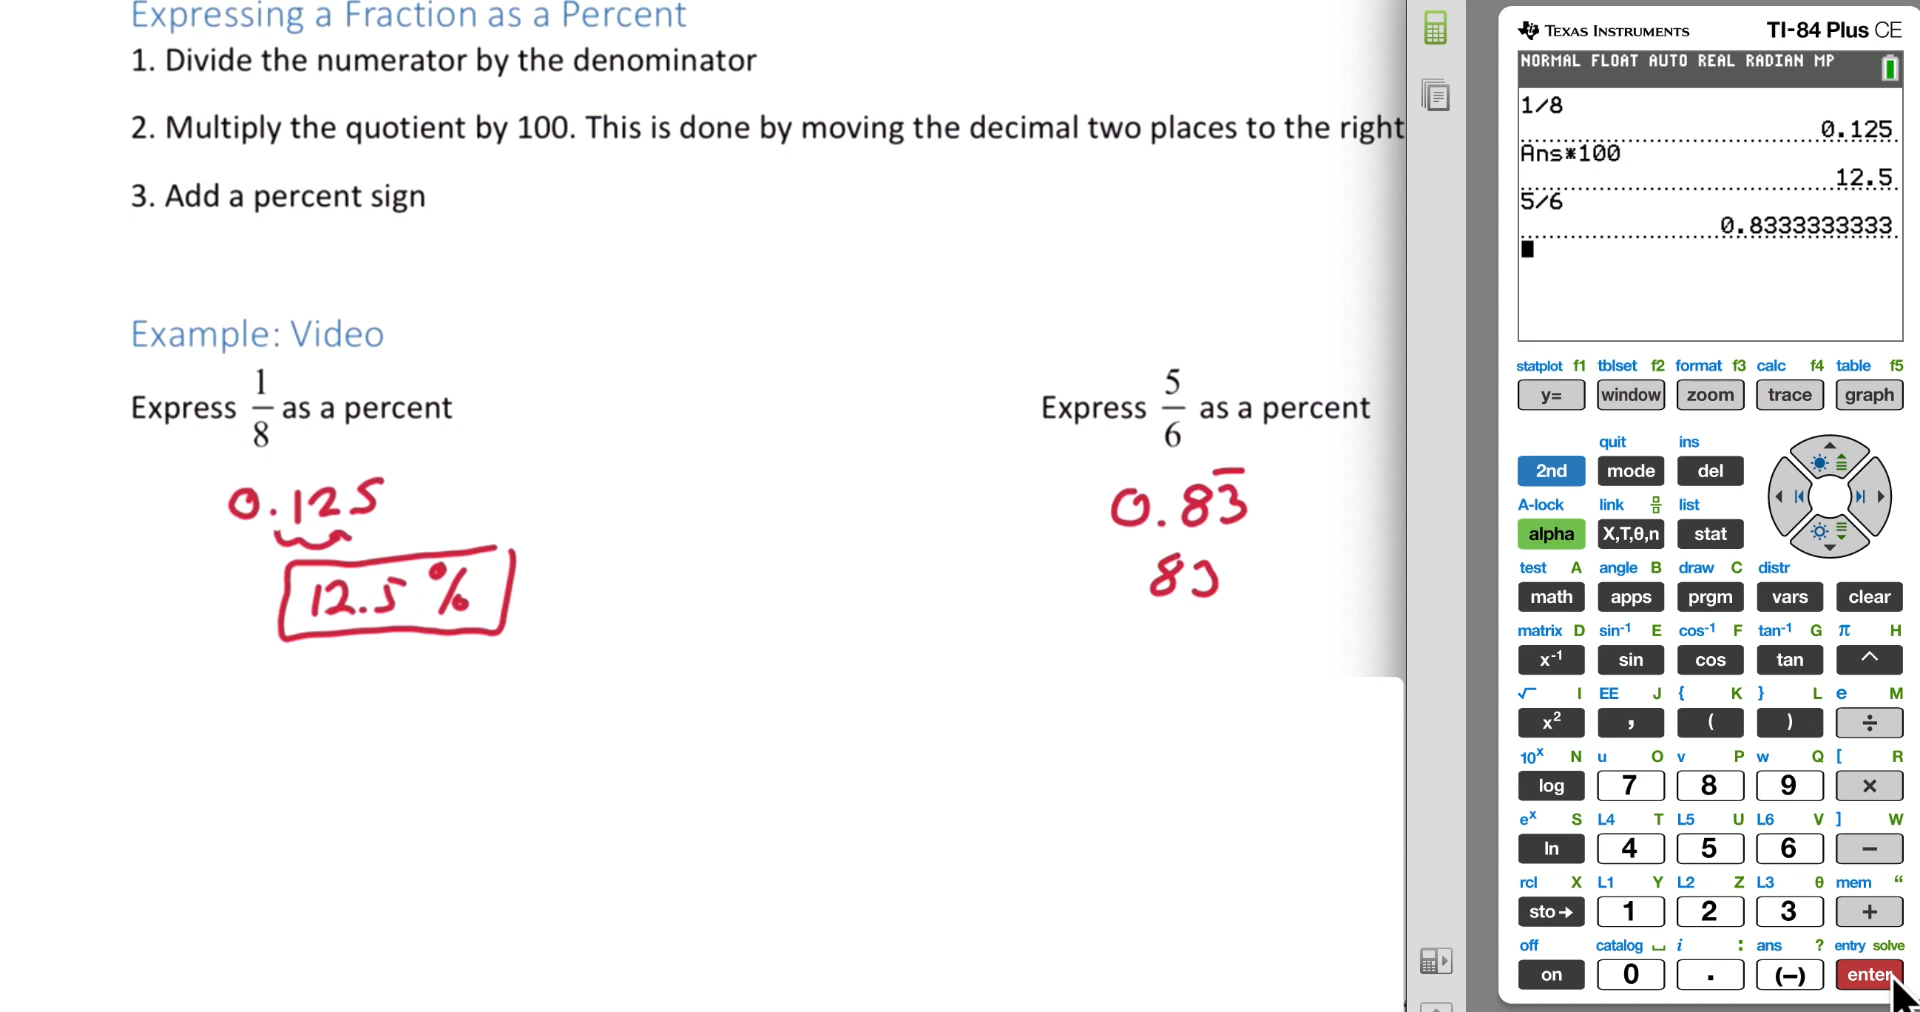 Expressing a Fraction as a Percent
1. Divide the numerator by the denominator
2. Multiply the quotient by 100. This is done by moving the decimal two places to the right
3. Add a percent sign
Example: Video
Express 1/8 as a percent
0.125
12.5%
Express 5/6 as a percent
0.83̅
83
TEXAS INSTRUMENTS TI-84 Plus CE
NORMAL FLOAT AUTO REAL RADIAN MP
1/8
0.125
Ans*100
12.5
5/6
0.8333333333
statplot f1 tblset f2 format f3 calc f4 table f5
y= window zoom trace graph
quit ins
2nd mode del
A-lock link list
alpha X,T,θ,n stat
test A angle B draw C distr
math apps prgm vars clear
matrix D sin⁻¹ E cos⁻¹ F tan⁻¹ G π H
x⁻¹ sin cos tan ^
√ I EE J { K } L e M
x² , ( ) ÷
10ˣ N u O v P w Q [ R
log 7 8 9 ×
eˣ S L4 T L5 U L6 V ] W
ln 4 5 6 −
rcl X L1 Y L2 Z L3 θ mem “
sto→ 1 2 3 +
off catalog ⎵ i : ans ? entry solve
on 0 . (−) enter